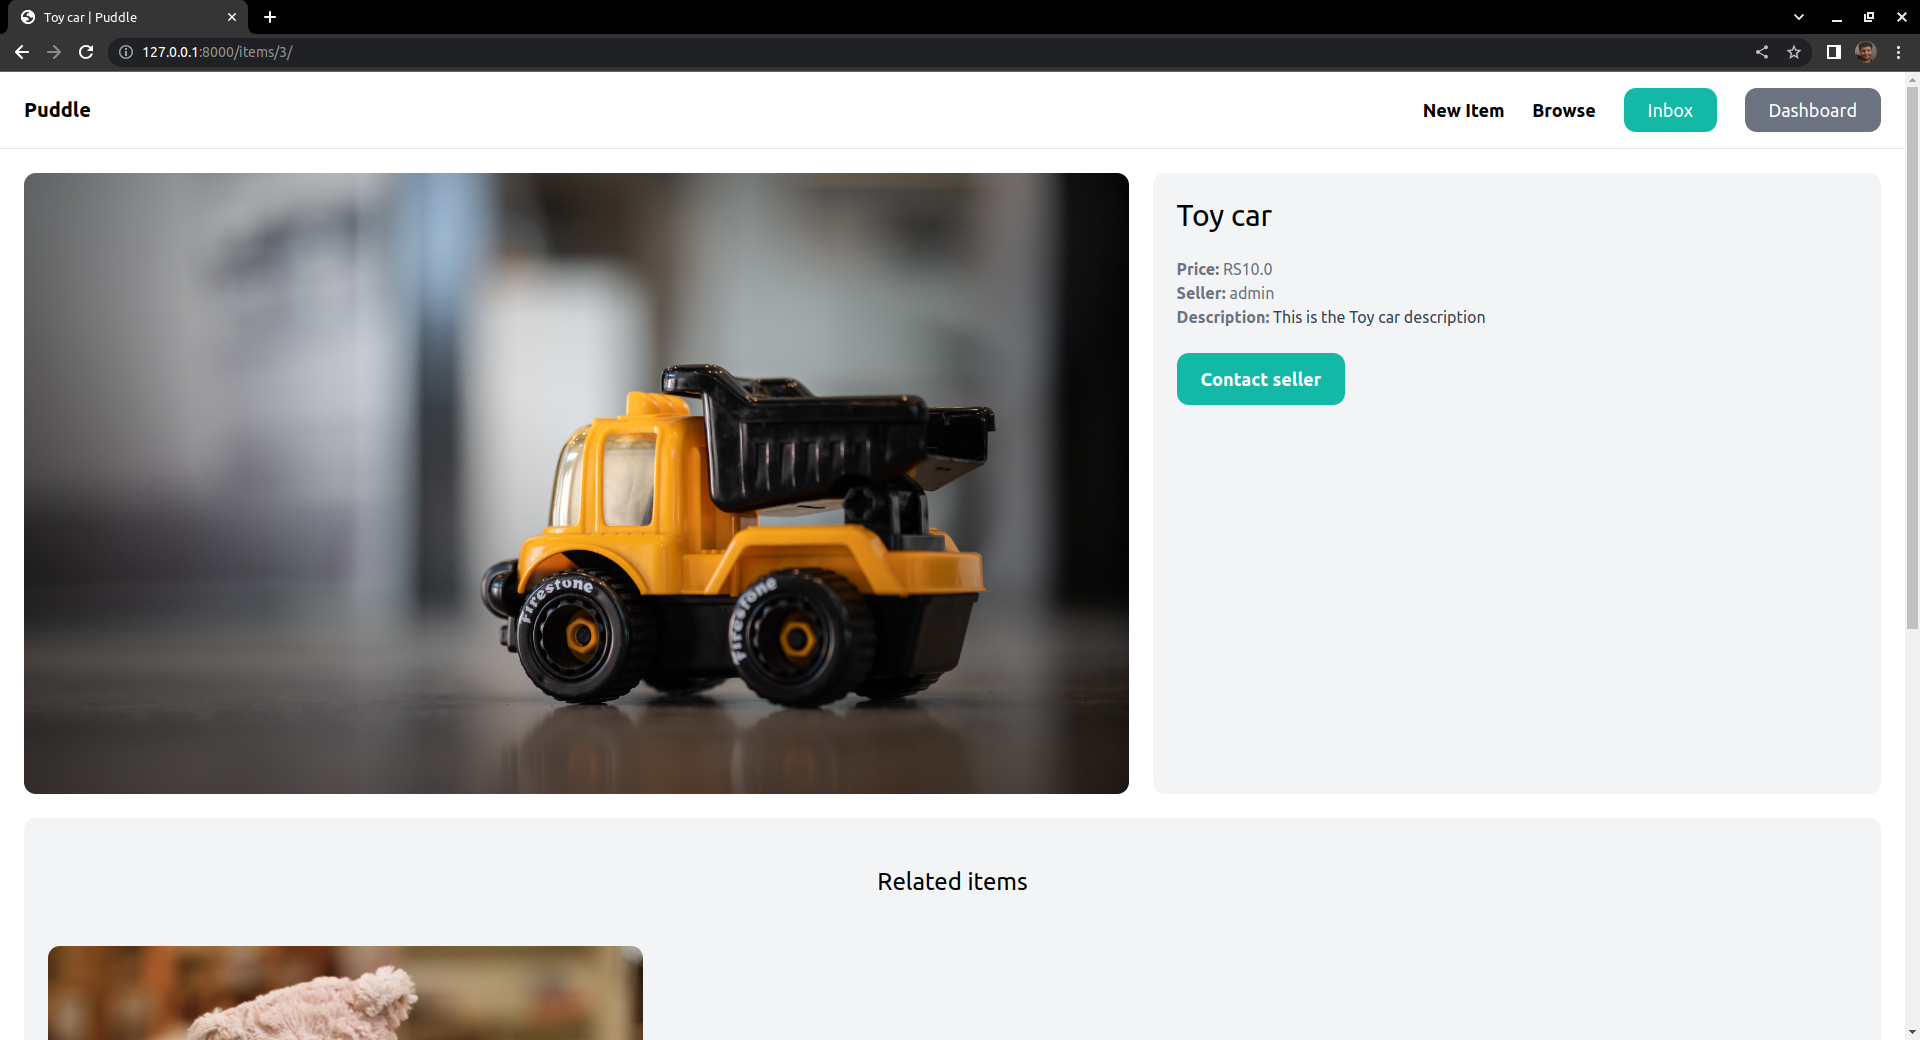 Toy car | Puddle
127.0.0.1:8000/items/3/
Puddle
New Item
Browse
Inbox
Dashboard
Firestone
Firestone
Toy car
Price: RS10.0
Seller: admin
Description: This is the Toy car description
Contact seller
Related items